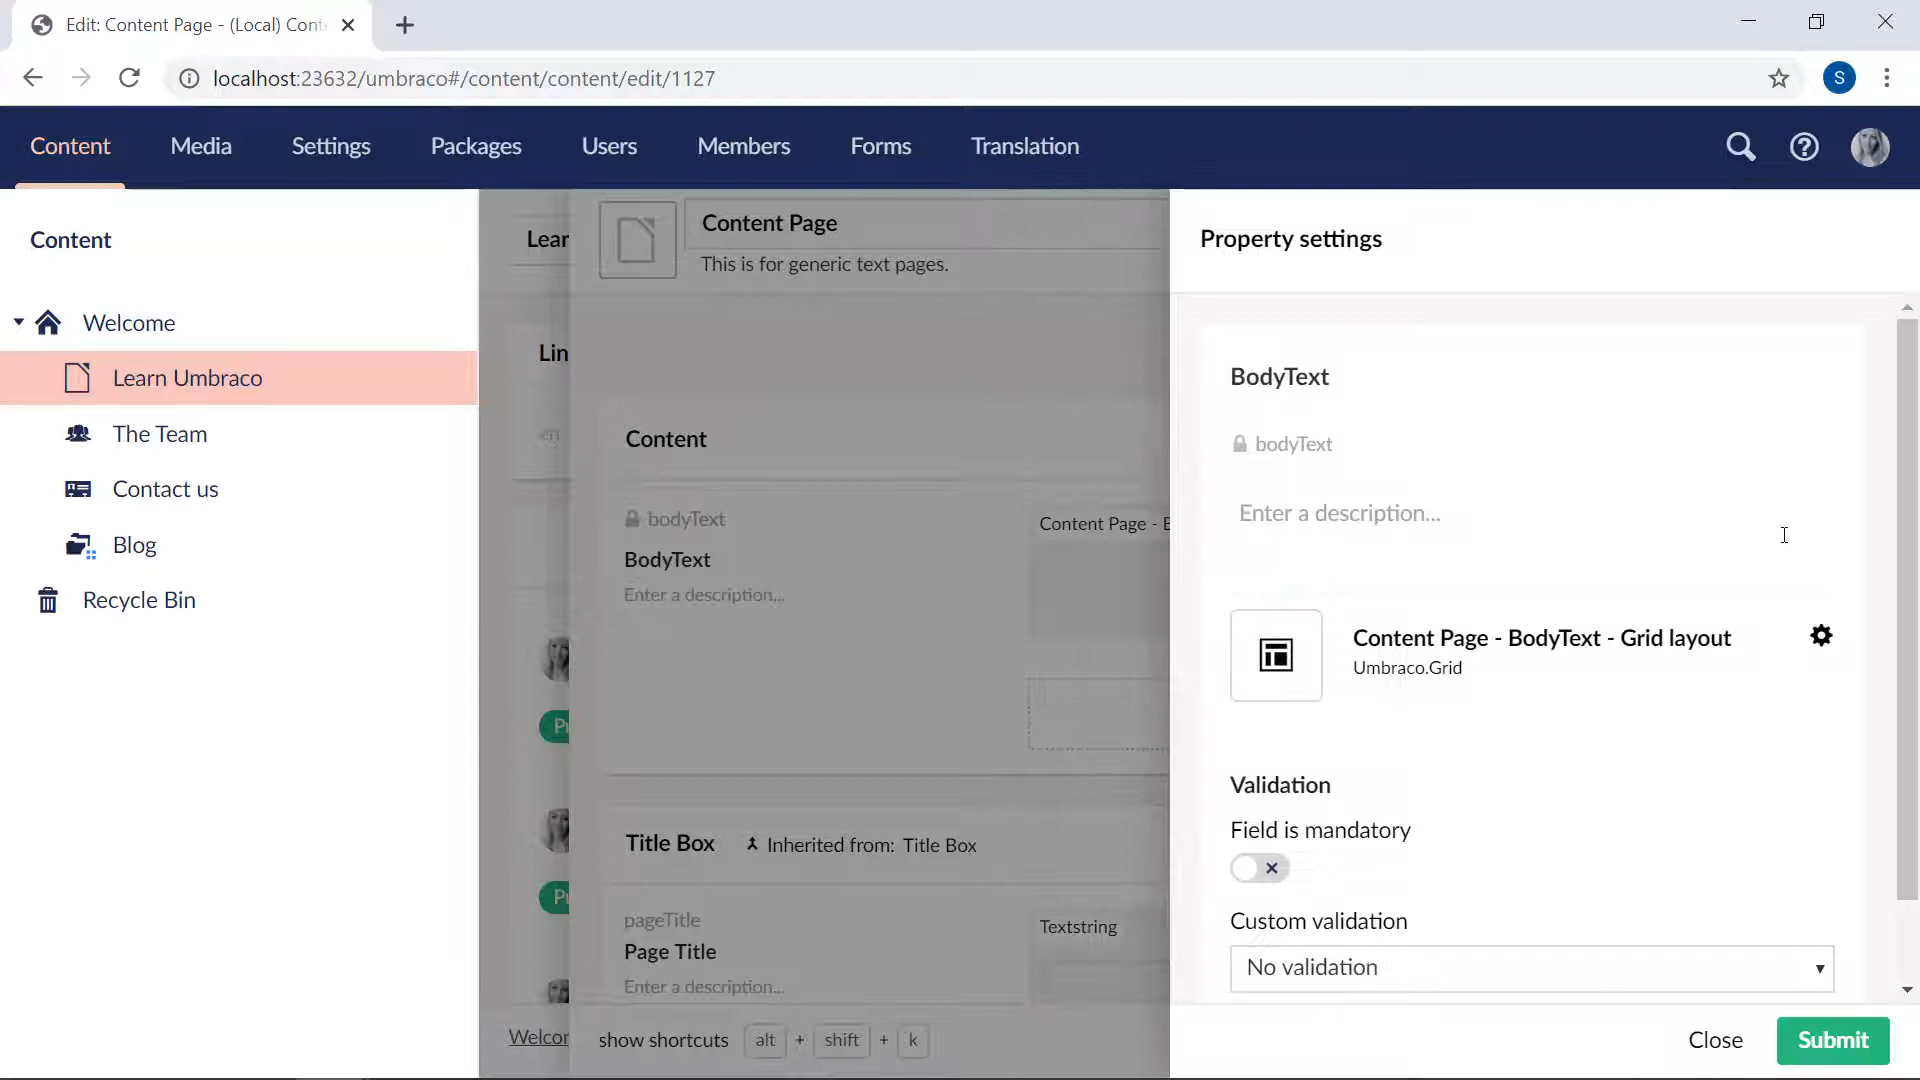 Edit: Content Page - (Local) Cont
localhost:23632/umbraco#/content/content/edit/1127
S
Content
Media
Settings
Packages
Users
Members
Forms
Translation
Content
Welcome
Learn Umbraco
The Team
Contact us
Blog
Recycle Bin
Lear
Lin
en
Pu
Pu
Welcom
Content Page
This is for generic text pages.
Content
bodyText
BodyText
Enter a description...
Content Page - B
Title Box
Inherited from: Title Box
pageTitle
Page Title
Enter a description...
Textstring
show shortcuts alt + shift + k
Property settings
BodyText
bodyText
Enter a description...
Content Page - BodyText - Grid layout
Umbraco.Grid
Validation
Field is mandatory
Custom validation
No validation
Close
Submit